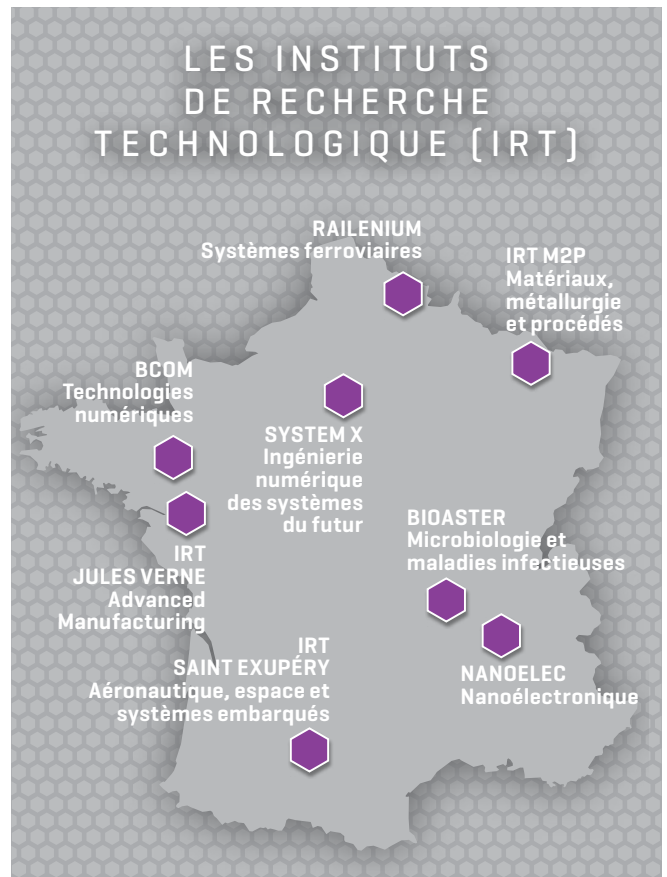 LES INSTITUTS
DE RECHERCHE
TECHNOLOGIQUE (IRT)
RAILENIUM
Systèmes ferroviaires
IRT M2P
Matériaux,
métallurgie
et procédés
BCOM
Technologies
numériques
SYSTEM X
Ingénierie
numérique
des systèmes
du futur
BIOASTER
Microbiologie et
maladies infectieuses
IRT
JULES VERNE
Advanced
Manufacturing
IRT
SAINT EXUPÉRY
Aéronautique, espace et
systèmes embarqués
NANOELEC
Nanoélectronique